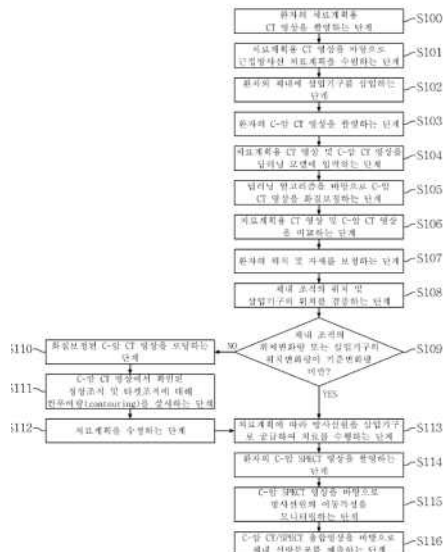 환자의 치료계획용
CT 영상을 촬영하는 단계
S100
치료계획용 CT 영상을 바탕으로
근접방사선 치료계획을 수립하는 단계
S101
환자의 체내에 삽입기구를 삽입하는
단계
S102
환자의 C-암 CT 영상을 촬영하는 단계
S103
치료계획용 CT 영상 및 C-암 CT 영상을
딥러닝 모델에 입력하는 단계
S104
딥러닝 알고리즘을 바탕으로 C-암
CT 영상을 화질보정하는 단계
S105
치료계획용 CT 영상 및 C-암 CT 영상
을 비교하는 단계
S106
환자의 위치 및 자세를 보정하는 단계
S107
체내 조직의 위치 및
삽입기구의 위치를 검증하는 단계
S108
체내 조직의
위치변화량 또는 삽입기구의
위치변화량이 기준변화량
미만?
S109
NO
YES
S110
화질보정된 C-암 CT 영상을 로딩하는
단계
S111
C-암 CT 영상에서 확인된
정상조직 및 타겟조직에 대해
컨투어링(contouring)을 실시하는 단계
S112
치료계획을 수정하는 단계
치료계획에 따라 방사선원을 삽입기구
로 공급하여 치료를 수행하는 단계
S113
환자의 C-암 SPECT 영상을 촬영하는
단계
S114
C-암 SPECT 영상을 바탕으로
방사선원의 이동특성을
모니터링하는 단계
S115
C-암 CT/SPECT 융합영상을 바탕으로
체내 선량분포를 제출하는 단계
S116